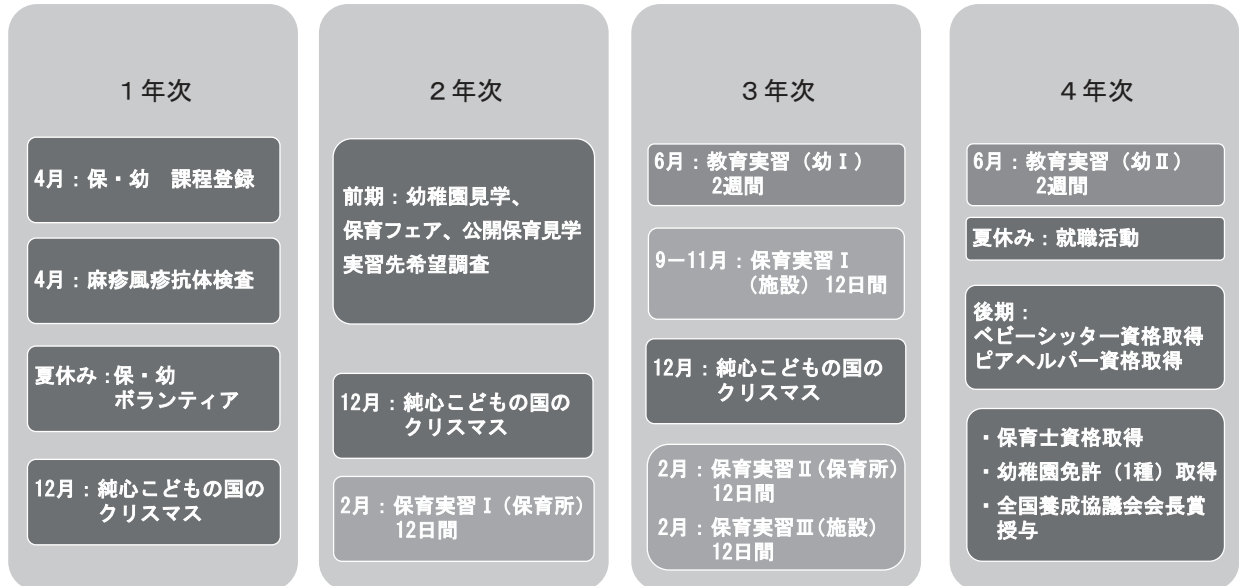 1年次
4月：保・幼　課程登録
4月：麻疹風疹抗体検査
夏休み：保・幼
ボランティア
12月：純心こどもの国の
クリスマス
2年次
前期：幼稚園見学、
保育フェア、公開保育見学
実習先希望調査
12月：純心こどもの国の
クリスマス
2月：保育実習Ⅰ（保育所）
12日間
3年次
6月：教育実習（幼Ⅰ）
2週間
9－11月：保育実習Ⅰ
（施設） 12日間
12月：純心こどもの国の
クリスマス
2月：保育実習Ⅱ（保育所）
12日間
2月：保育実習Ⅲ（施設）
12日間
4年次
6月：教育実習（幼Ⅱ）
2週間
夏休み：就職活動
後期：
ベビーシッター資格取得
ピアヘルパー資格取得
・保育士資格取得
・幼稚園免許（1種）取得
・全国養成協議会会長賞
授与